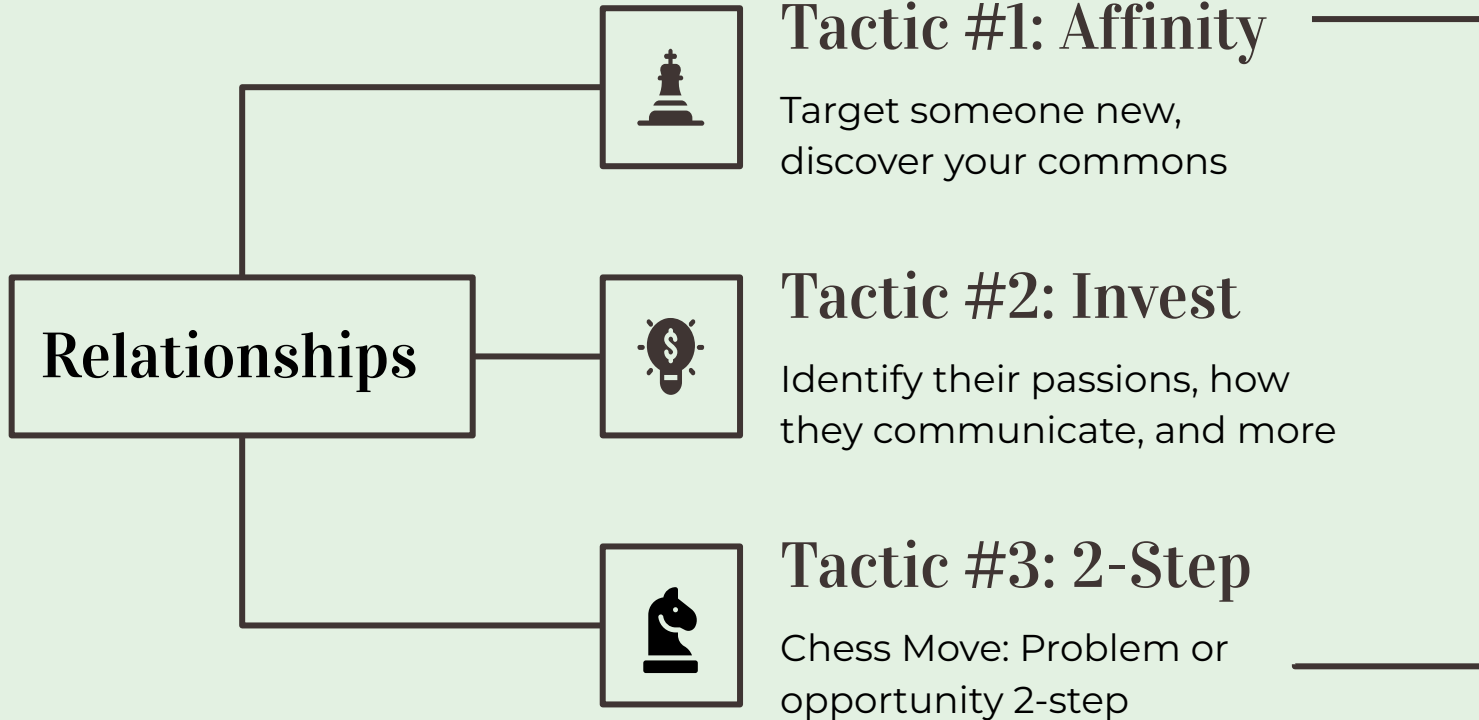 Tactic #1: Affinity
Target someone new,
discover your commons
Relationships
Tactic #2: Invest
Identify their passions, how
they communicate, and more
Tactic #3: 2-Step
Chess Move: Problem or
opportunity 2-step